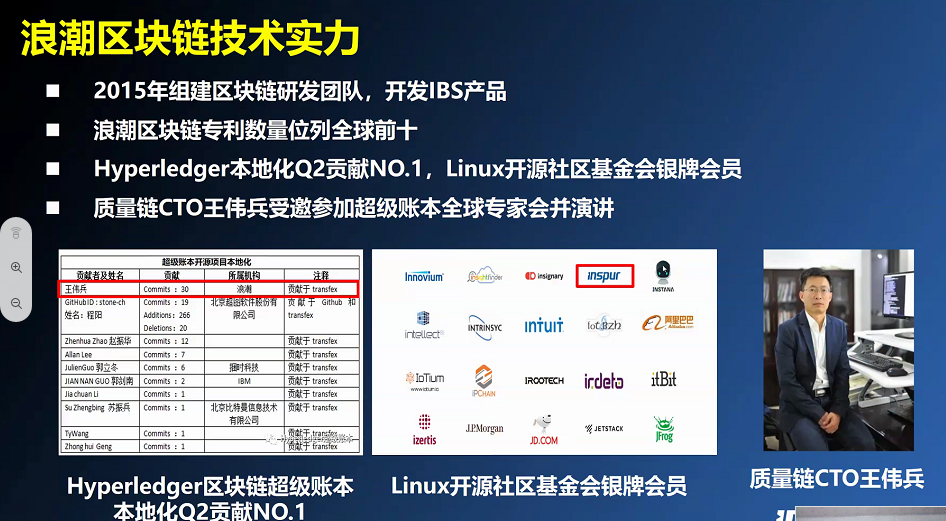 浪潮区块链技术实力
2015年组建区块链研发团队，开发IBS产品
浪潮区块链专利数量位列全球前十
Hyperledger本地化Q2贡献NO.1，Linux开源社区基金会银牌会员
质量链CTO王伟兵受邀参加超级账本全球专家会并演讲
超级账本开源项目本地化
贡献者及姓名 贡献 所属机构 注释
王伟兵 Commits ：30 浪潮 贡献于 transfex
GitHub ID : stone-ch Commits ：19 北京超图软件股份有 贡献于 Github 和
姓名：程阳 Additions：266 限公司 transfex
Deletions：20
Zhenhua Zhao 赵振华 Commits ：12 贡献于 transfex
Allan Lee Commits ：7 贡献于 transfex
JulienGuo 郭立冬 Commits ：6 贡献于 transfex
JIAN NAN GUO 郭剑南 Commits ：2 IBM 贡献于 transfex
Jia chuan Li Commits ：1 贡献于 transfex
Su Zhengbing 苏振兵 Commits ：1 北京比特曼信息技术 贡献于 transfex
有限公司
TyWang Commits ：1 贡献于 transfex
Zhong hui Geng Commits ：1 贡献于 transfex
Innovium insightfinder insignary inspur INSTANA
intellect INTRINSYC intuit 阿里巴巴
Alibaba.com
IoTium IPCHAIN IROOTECH irdeto itBit
www.iotium.io
izertis J.P.Morgan JD.COM JETSTACK JFrog
Hyperledger区块链超级账本
本地化Q2贡献NO.1
Linux开源社区基金会银牌会员
质量链CTO王伟兵